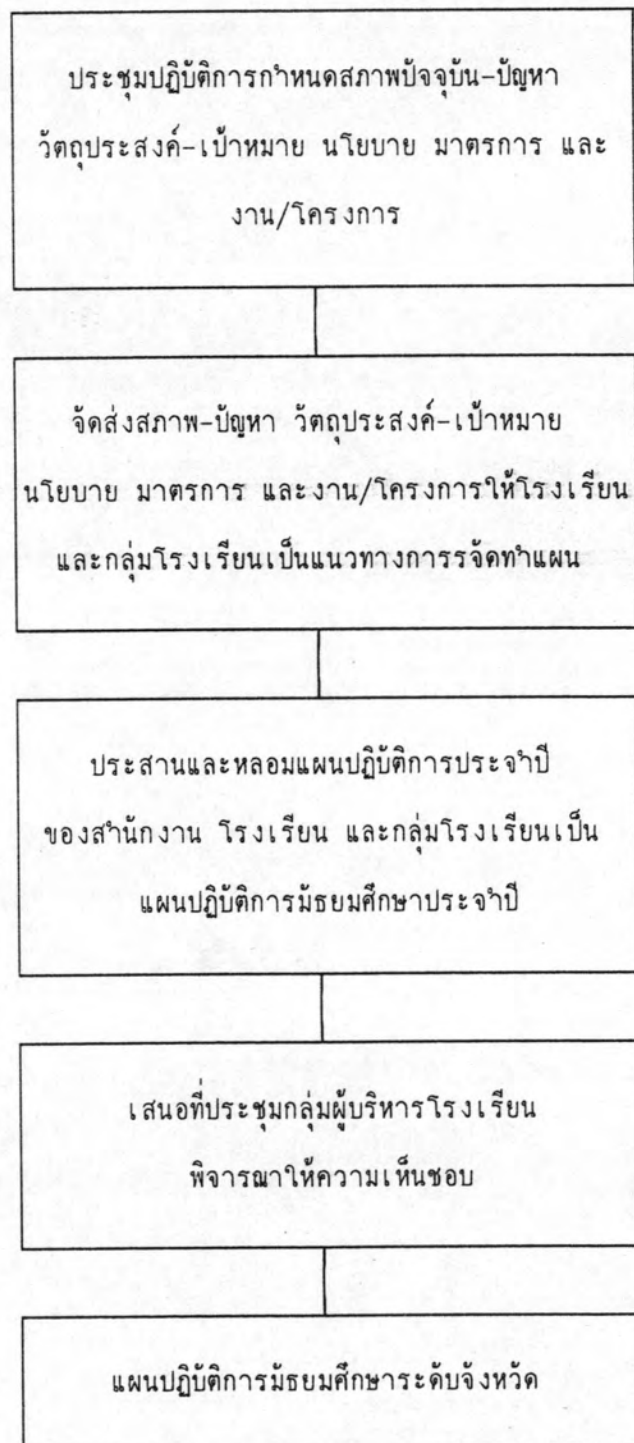 ประชุมปฏิบัติการกำหนดสภาพปัจจุบัน-ปัญหา
วัตถุประสงค์-เป้าหมาย นโยบาย มาตรการ และ
งาน/โครงการ
จัดส่งสภาพ-ปัญหา วัตถุประสงค์-เป้าหมาย
นโยบาย มาตรการ และงาน/โครงการให้โรงเรียน
และกลุ่มโรงเรียนเป็นแนวทางการรจัดทำแผน
ประสานและหลอมแผนปฏิบัติการประจำปี
ของสำนักงาน โรงเรียน และกลุ่มโรงเรียนเป็น
แผนปฏิบัติการมัธยมศึกษาประจำปี
เสนอที่ประชุมกลุ่มผู้บริหารโรงเรียน
พิจารณาให้ความเห็นชอบ
แผนปฏิบัติการมัธยมศึกษาระดับจังหวัด